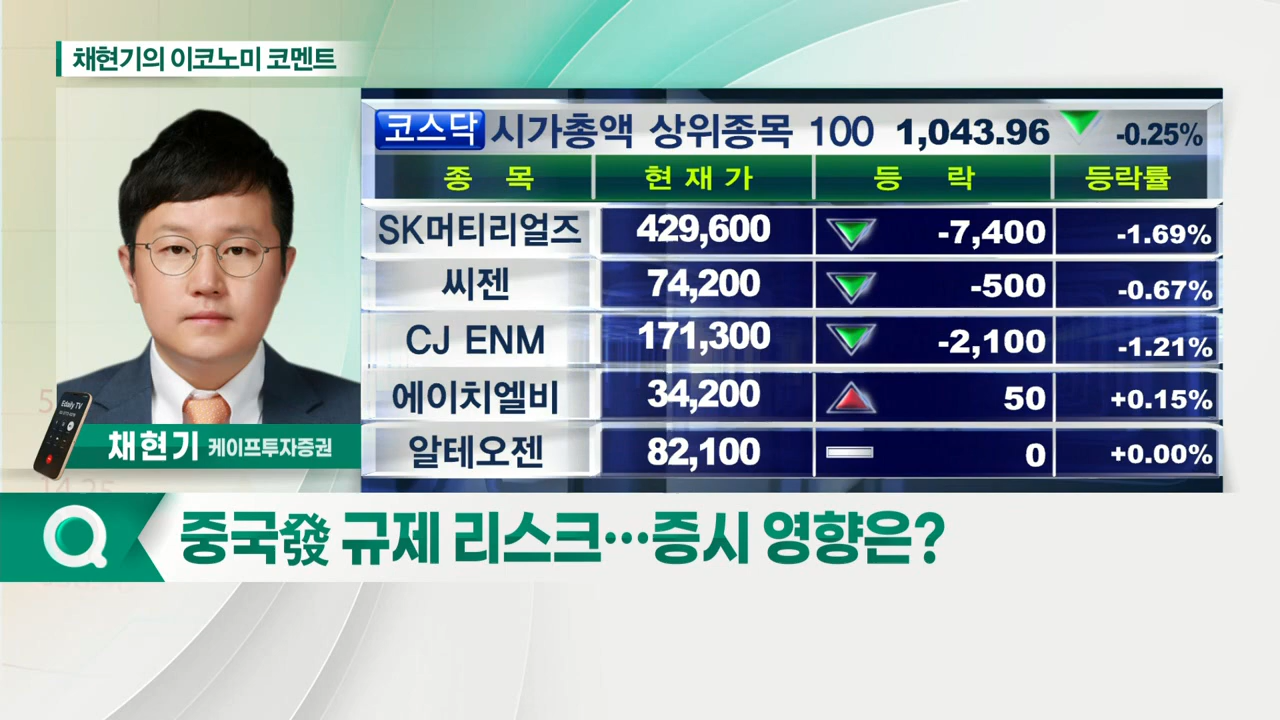 채현기의 이코노미 코멘트
코스닥 시가총액 상위종목 100 1,043.96 -0.25%
종 목 현 재 가 등 락 등락률
SK머티리얼즈 429,600 -7,400 -1.69%
씨젠 74,200 -500 -0.67%
CJ ENM 171,300 -2,100 -1.21%
에이치엘비 34,200 50 +0.15%
알테오젠 82,100 0 +0.00%
Edaily TV
채현기 케이프투자증권
Q 중국發 규제 리스크…증시 영향은?